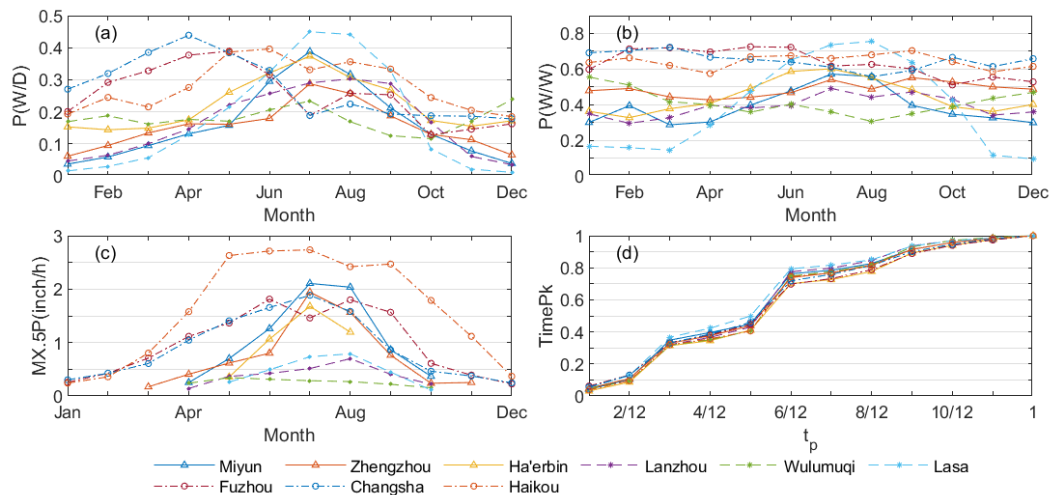 0.5
0.4
0.3
0.2
0.1
0
P(W/D)
(a)
Feb Apr Jun Aug Oct Dec
Month
0.8
0.6
0.4
0.2
0
P(W/W)
(b)
Feb Apr Jun Aug Oct Dec
Month
3
2
1
0
MX.5P(inch/h)
(c)
Jan Apr Aug Dec
Month
1
0.8
0.6
0.4
0.2
0
TimePk
(d)
2/12 4/12 6/12 8/12 10/12 1
t_p
Miyun Zhengzhou Ha'erbin Lanzhou Wulumuqi Lasa
Fuzhou Changsha Haikou